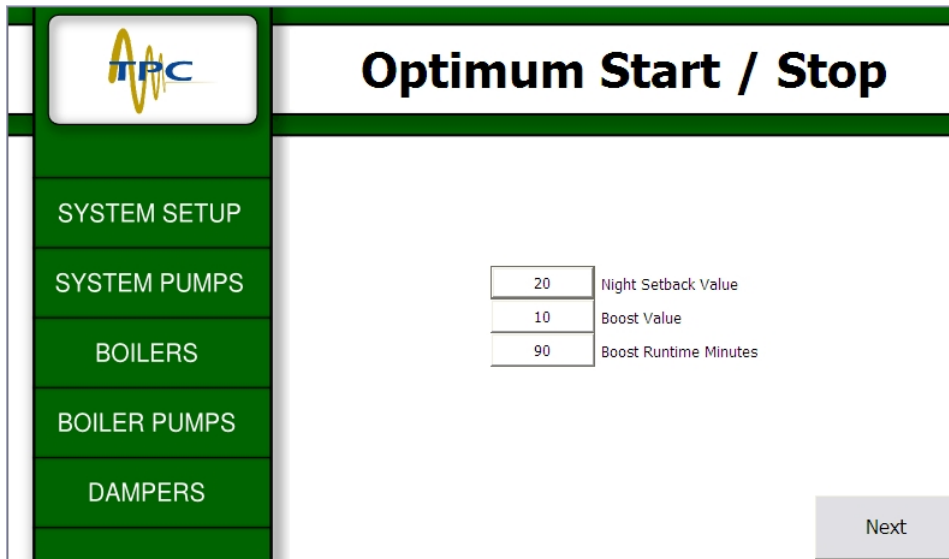 TPC
Optimum Start / Stop
SYSTEM SETUP
SYSTEM PUMPS
BOILERS
BOILER PUMPS
DAMPERS
20 Night Setback Value
10 Boost Value
90 Boost Runtime Minutes
Next